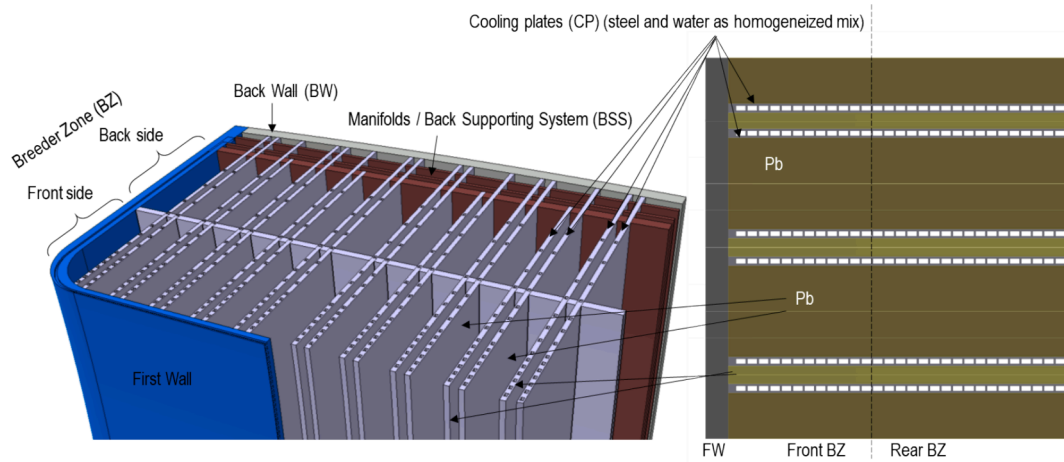 Cooling plates (CP) (steel and water as homogeneized mix)
Back Wall (BW)
Manifolds / Back Supporting System (BSS)
Breeder Zone (BZ)
Back side
Front side
First Wall
Pb
Pb
FW
Front BZ
Rear BZ